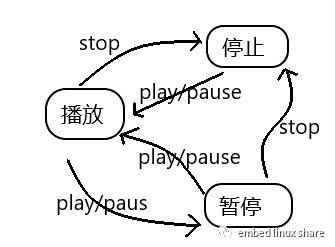 stop
停止
play/pause
播放
play/pause
stop
play/paus
暂停
embed linux share